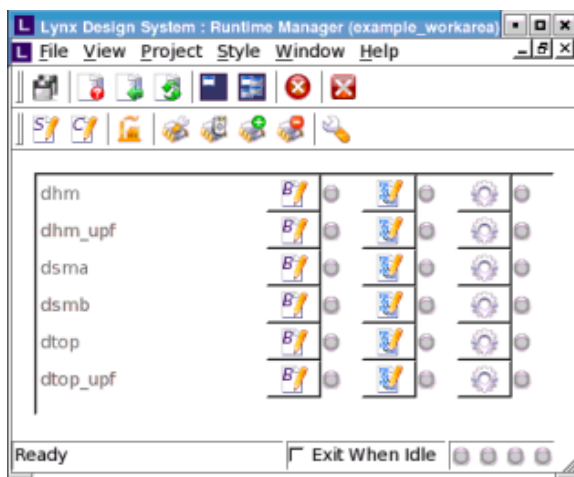 L Lynx Design System : Runtime Manager (example_workarea)
L File View Project Style Window Help
S C
dhm B
dhm_upf B
dsma B
dsmb B
dtop B
dtop_upf B
Ready Exit When Idle